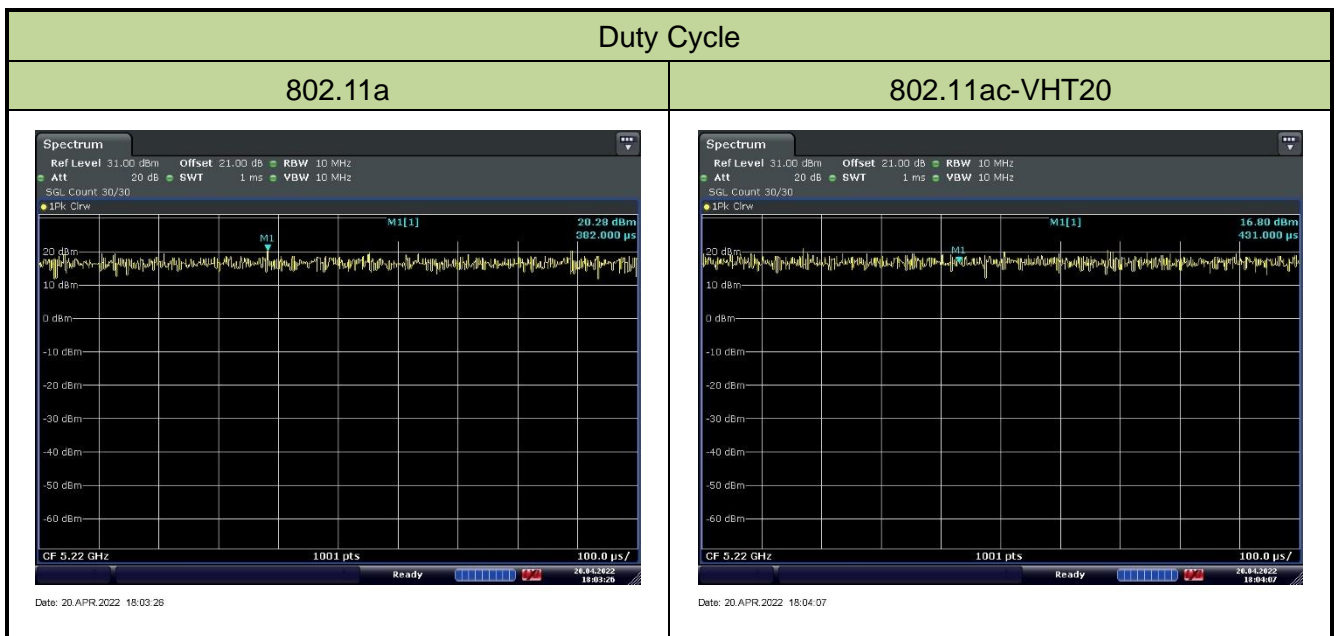 Duty Cycle
802.11a
802.11ac-VHT20
Spectrum
Ref Level 31.00 dBm Offset 21.00 dB RBW 10 MHz
Att 20 dB SWT 1 ms VBW 10 MHz
SGL Count 30/30
1Pk Clrw
M1[1] 20.28 dBm
382.000 µs
M1
20 dBm
10 dBm
0 dBm
-10 dBm
-20 dBm
-30 dBm
-40 dBm
-50 dBm
-60 dBm
CF 5.22 GHz 1001 pts 100.0 µs/
Ready 20.04.2022
18:03:26
Date: 20.APR.2022 18:03:26
Spectrum
Ref Level 31.00 dBm Offset 21.00 dB RBW 10 MHz
Att 20 dB SWT 1 ms VBW 10 MHz
SGL Count 30/30
1Pk Clrw
M1[1] 16.80 dBm
431.000 µs
M1
20 dBm
10 dBm
0 dBm
-10 dBm
-20 dBm
-30 dBm
-40 dBm
-50 dBm
-60 dBm
CF 5.22 GHz 1001 pts 100.0 µs/
Ready 20.04.2022
18:04:07
Date: 20.APR.2022 18:04:07